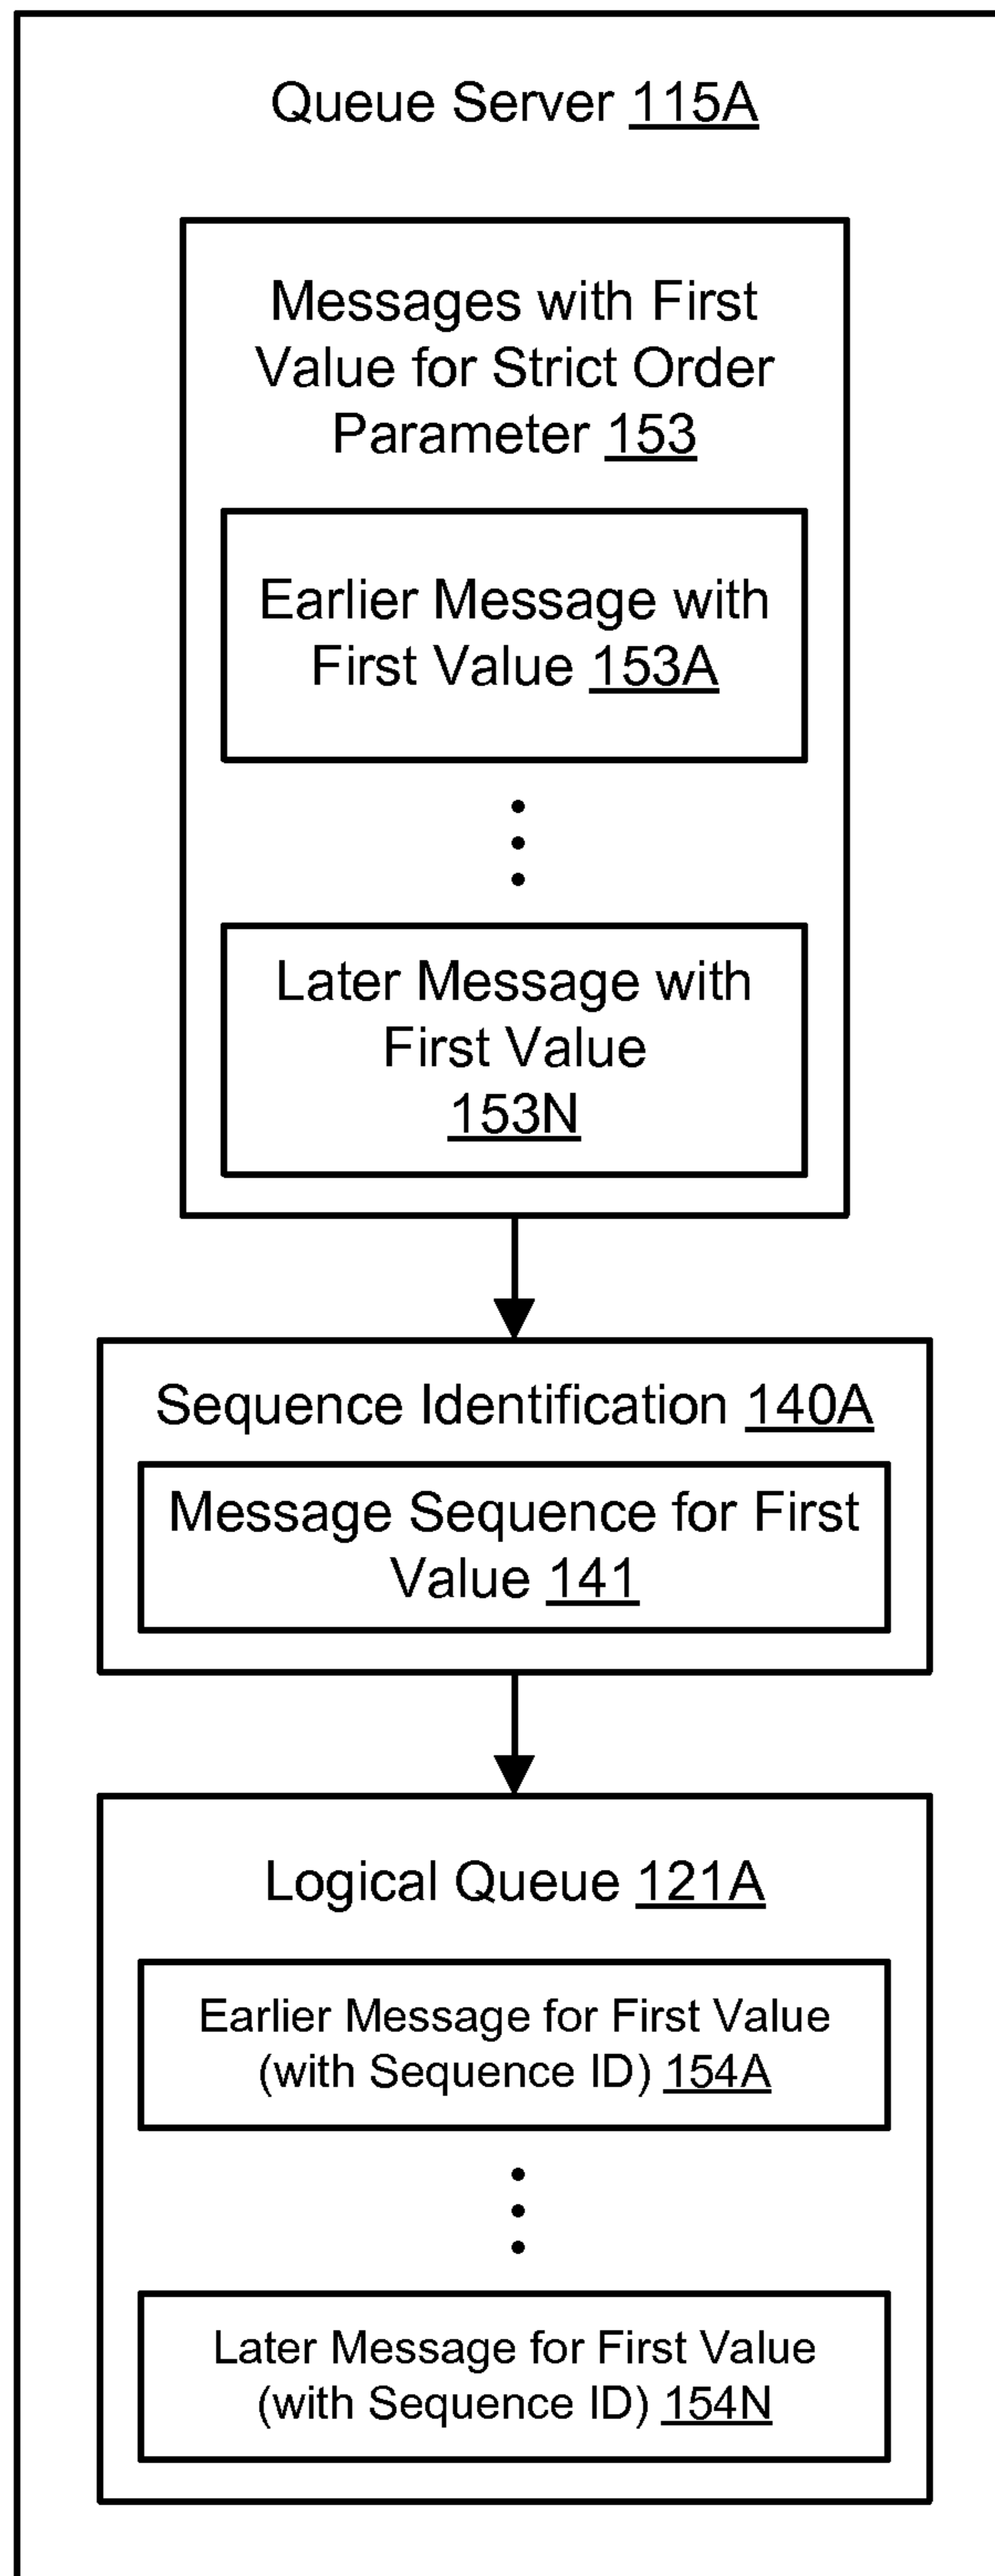 Queue Server 115A
Messages with First
Value for Strict Order
Parameter 153
Earlier Message with
First Value 153A
Later Message with
First Value
153N
Sequence Identification 140A
Message Sequence for First
Value 141
Logical Queue 121A
Earlier Message for First Value
(with Sequence ID) 154A
Later Message for First Value
(with Sequence ID) 154N